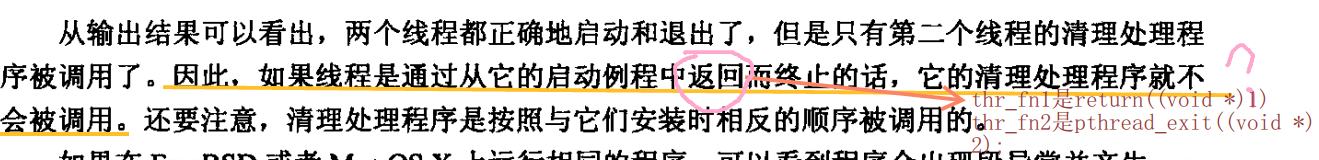 从输出结果可以看出，两个线程都正确地启动和退出了，但是只有第二个线程的清理处理程
序被调用了。因此，如果线程是通过从它的启动例程中返回而终止的话，它的清理处理程序就不
会被调用。还要注意，清理处理程序是按照与它们安装时相反的顺序被调用的。
thr_fn1是return((void *)1)
thr_fn2是pthread_exit((void *)
2);